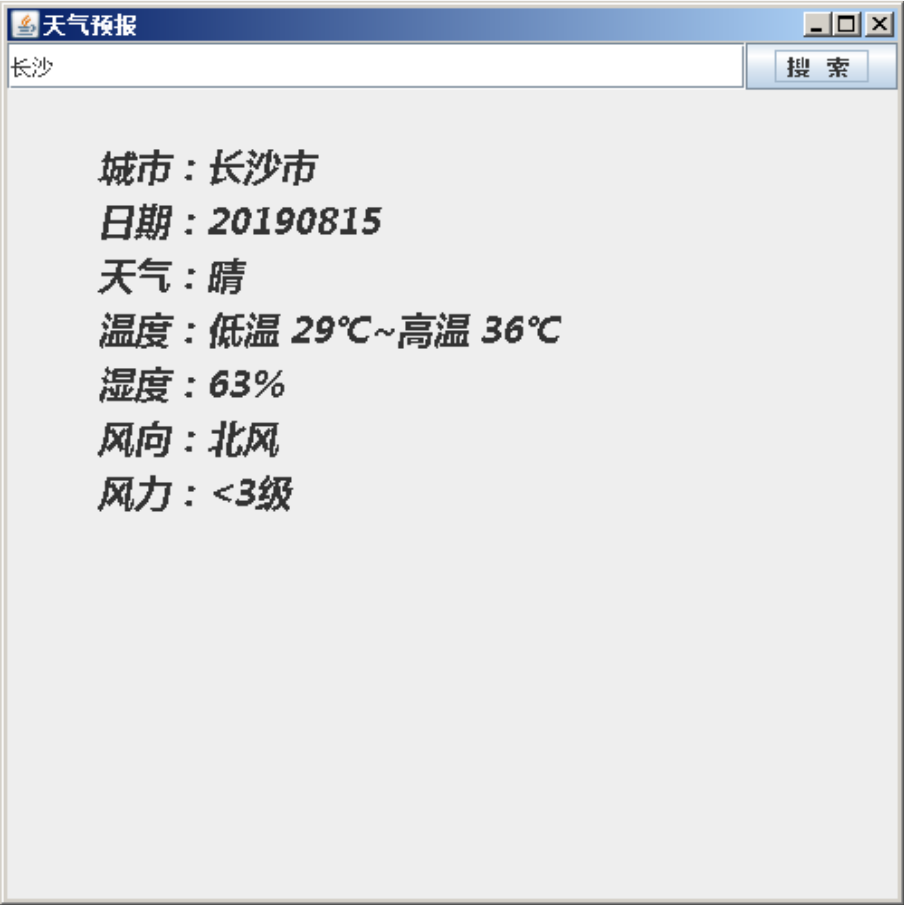 天气预报
长沙
搜 索
城市：长沙市
日期：20190815
天气：晴
温度：低温 29℃~高温 36℃
湿度：63%
风向：北风
风力：<3级